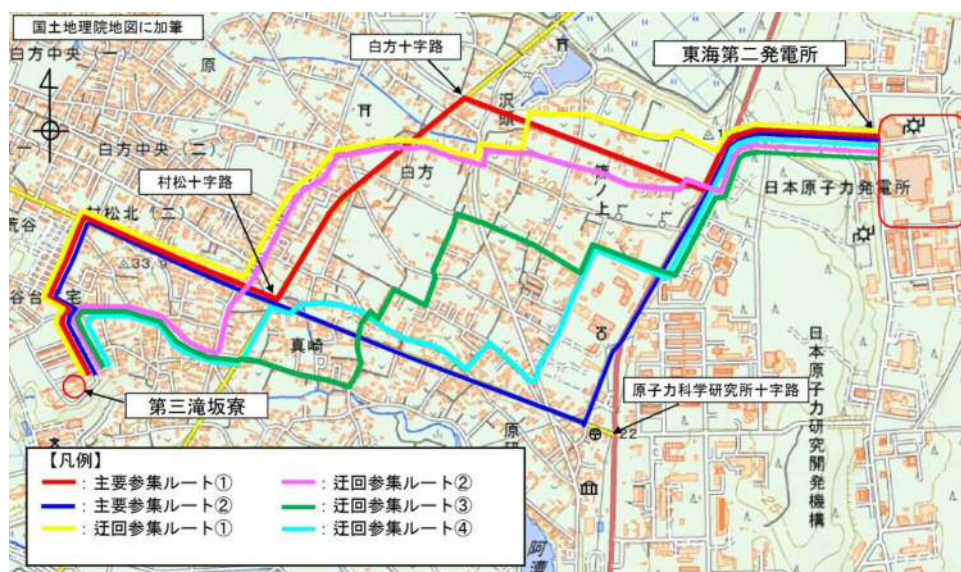 国土地理院地図に加筆
白方中央(一)
原
白方十字路
沢頭
東海第二発電所
白方中央(二)
白方
村松十字路
日本原子力発電所
村松北(二)
荒谷
33.9
谷台
宅
真崎
第三滝坂寮
原子力科学研究所十字路
22
日本原子力研究開発機構
阿漕
【凡例】
:主要参集ルート① :迂回参集ルート②
:主要参集ルート② :迂回参集ルート③
:迂回参集ルート① :迂回参集ルート④